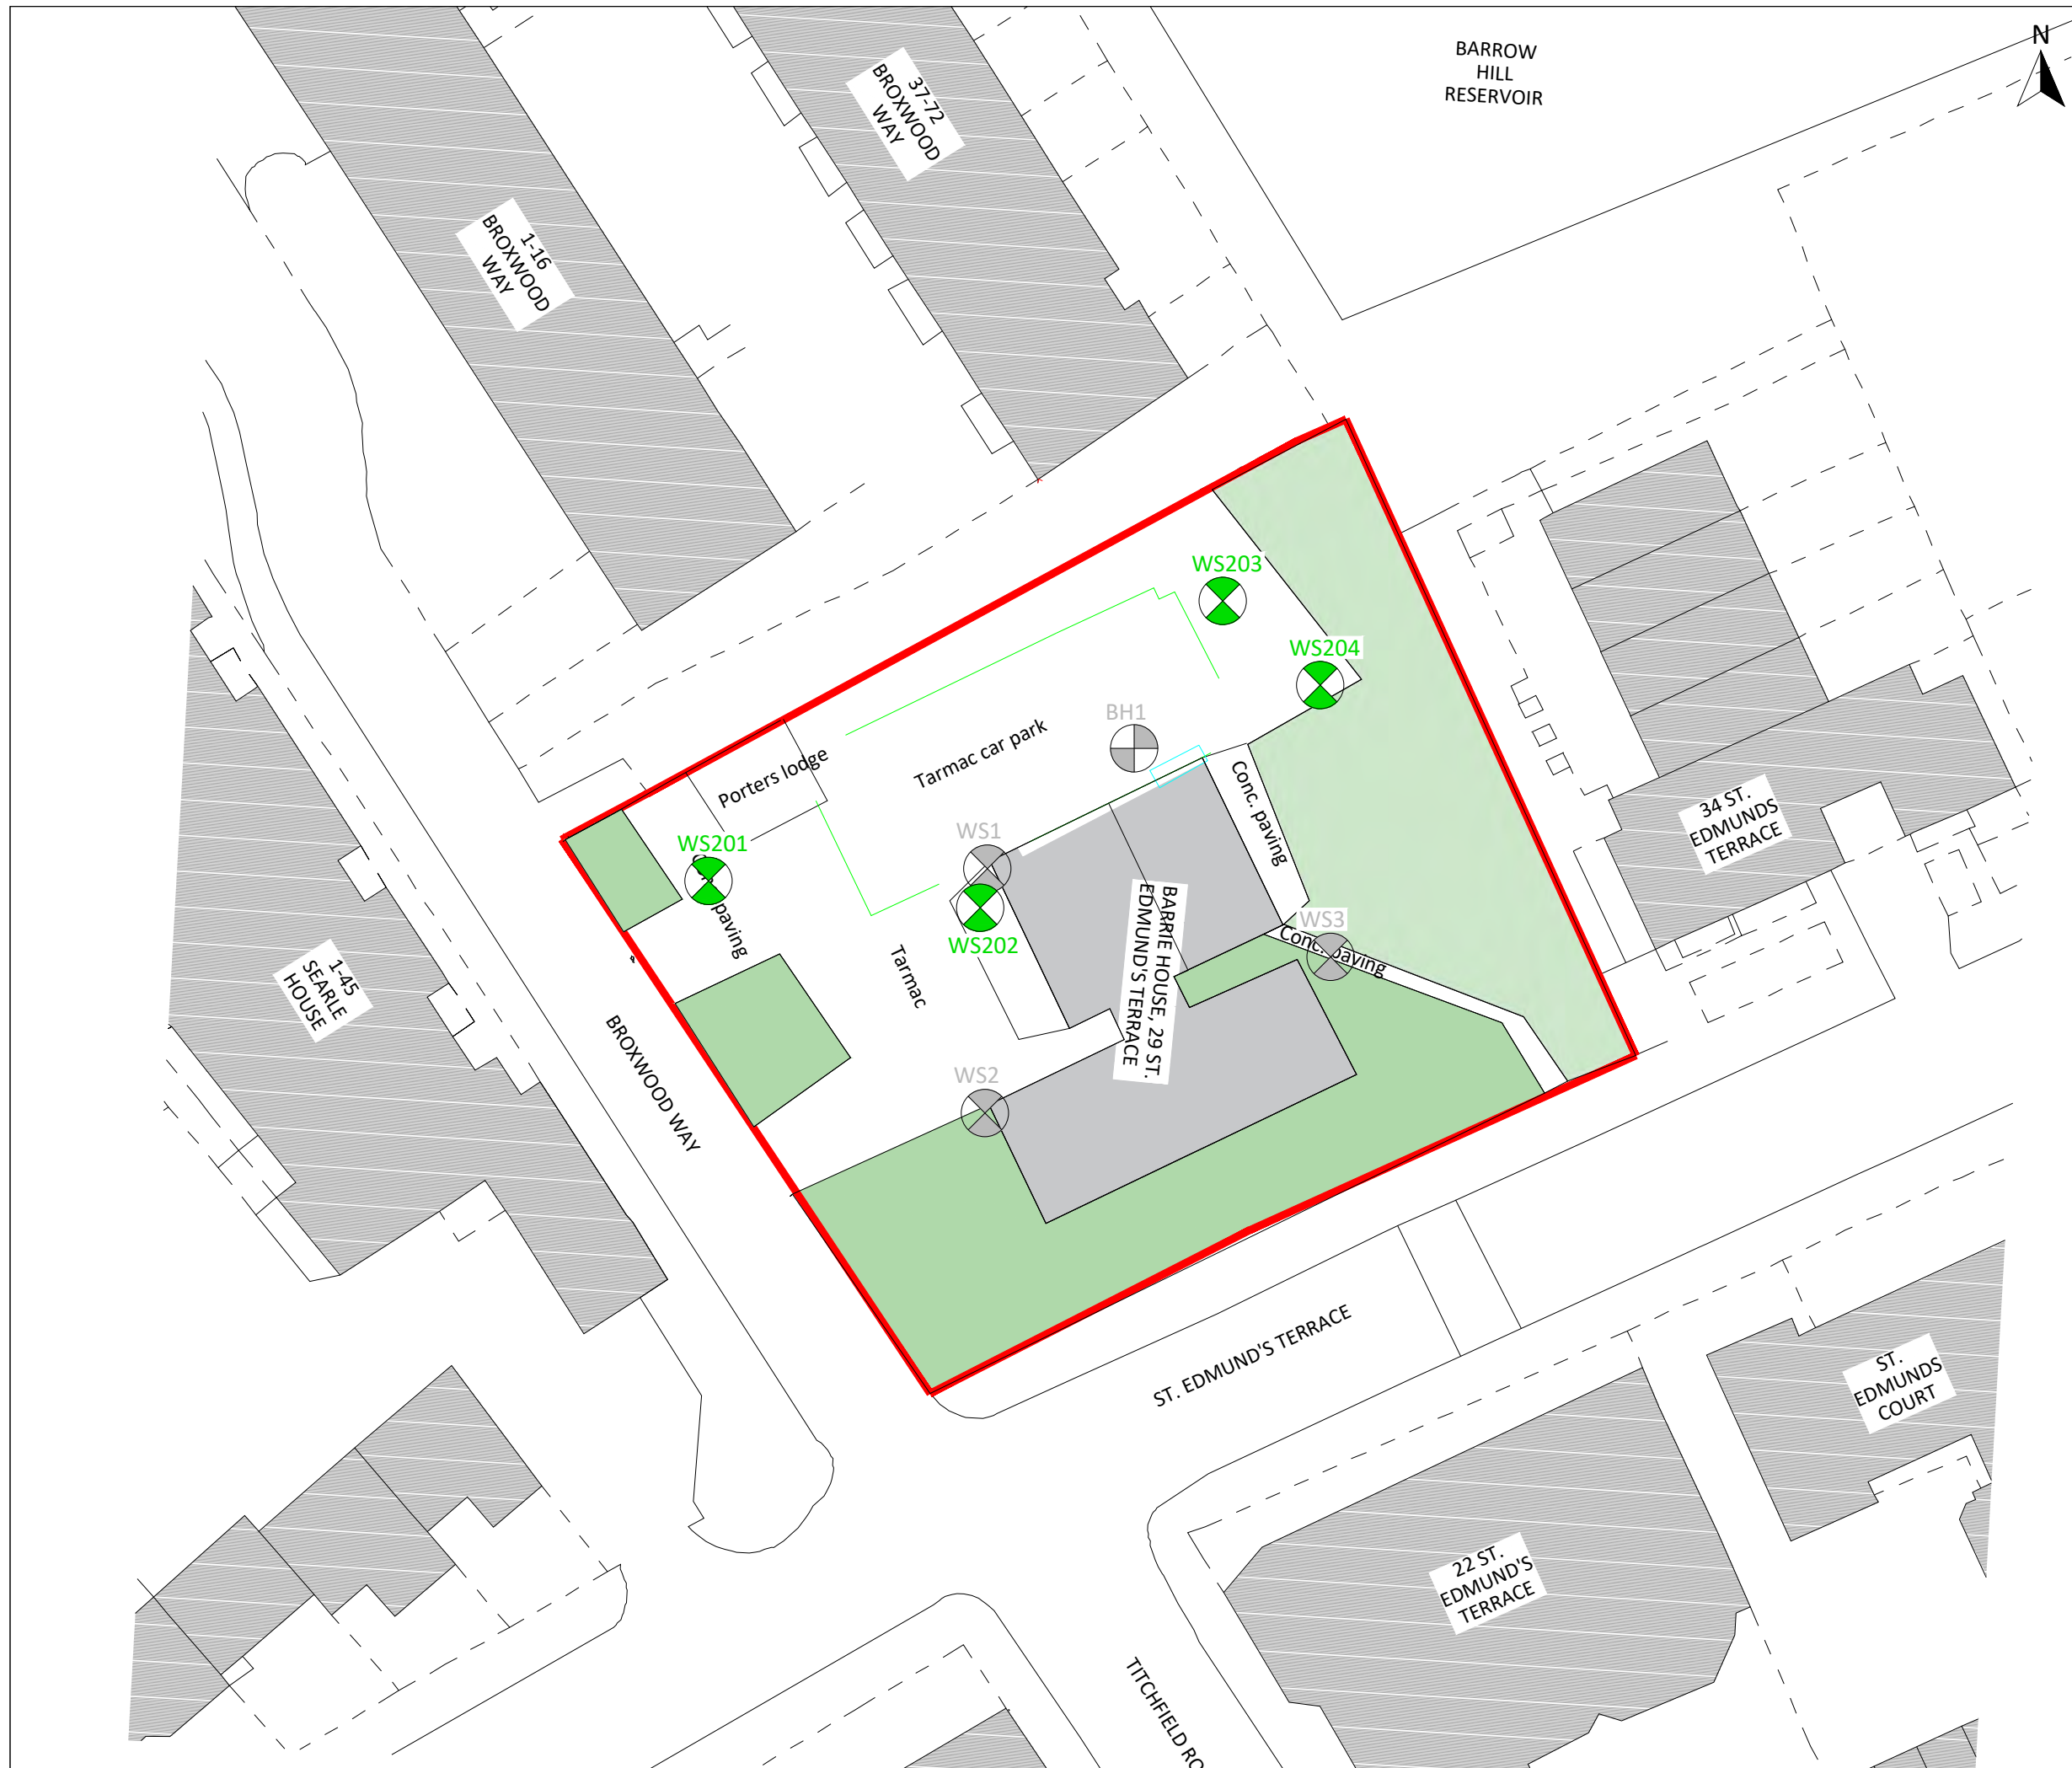 N
BARROW
HILL
RESERVOIR
37-72
BROXWOOD
WAY
1-16
BROXWOOD
WAY
WS203
WS204
BH1
Tarmac car park
Porters lodge
Conc. paving
WS1
WS201
paving
WS202
WS3
Conc. paving
34 ST.
EDMUNDS
TERRACE
BARRIE HOUSE, 29 ST.
EDMUND'S TERRACE
Tarmac
1-45
SEARLE
HOUSE
BROXWOOD WAY
WS2
ST. EDMUND'S TERRACE
ST.
EDMUNDS
COURT
22 ST.
EDMUND'S
TERRACE
TITCHFIELD RO